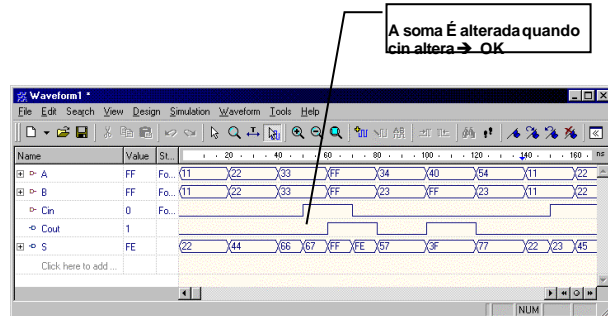 A soma É alterada quando
cin altera → OK
Waveform1 *
File Edit Search View Design Simulation Waveform Tools Help
Name Value St... 20 40 60 80 100 120 140 160 ns
A FF Fo... 11 22 33 FF 34 40 54 11 22
B FF Fo... 11 22 33 FF 23 FF 23 11 22
Cin 0 Fo...
Cout 1
S FE 22 44 66 67 FF FE 57 3F 77 22 23 45
Click here to add ...
NUM